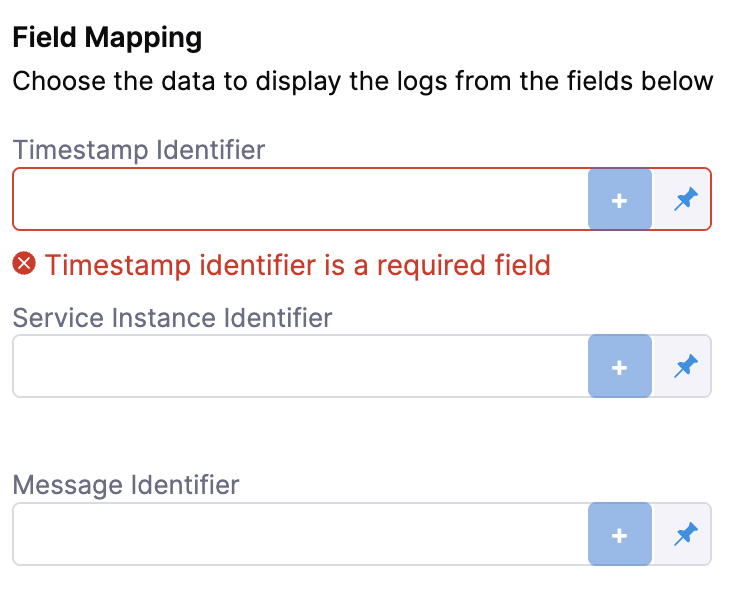 Field Mapping
Choose the data to display the logs from the fields below
Timestamp Identifier
+
Timestamp identifier is a required field
Service Instance Identifier
+
Message Identifier
+